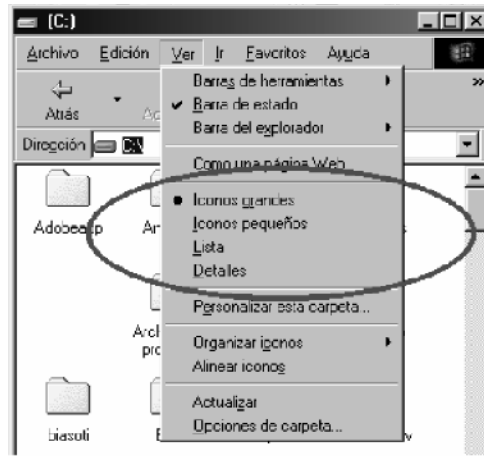 (C:)
Archivo Edición Ver Ir Favoritos Ayuda
Atrás
»
Dirección C:\
Barras de herramientas
Barra de estado
Barra del explorador
Como una página Web
Iconos grandes
Iconos pequeños
Lista
Detalles
Personalizar esta carpeta...
Organizar iconos
Alinear iconos
Actualizar
Opciones de carpeta...
biasoti